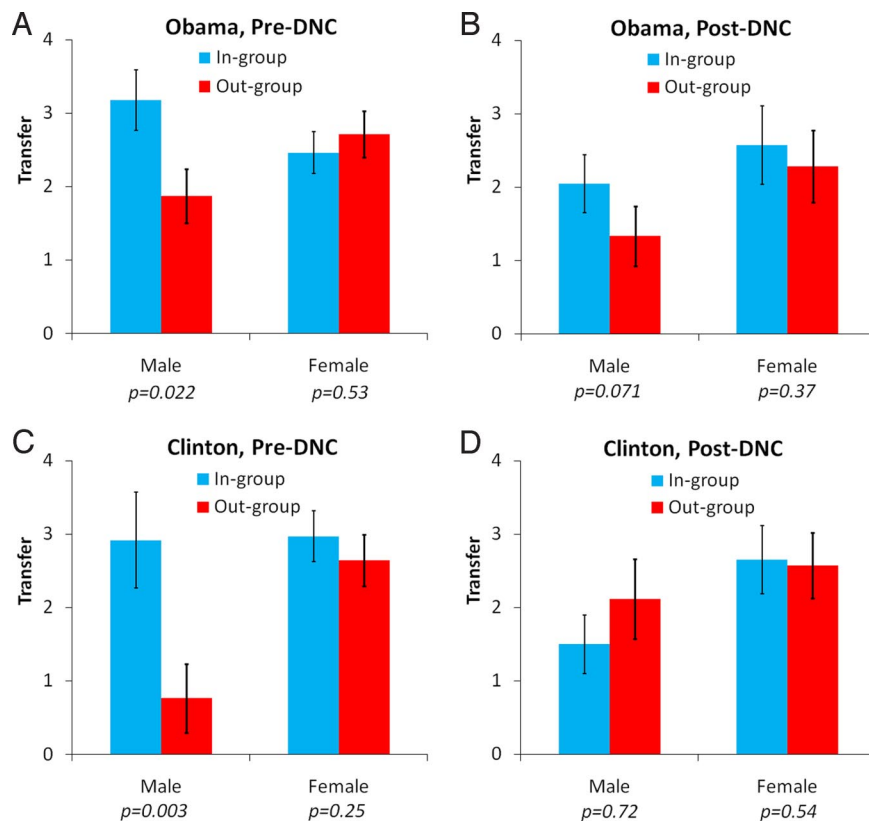 A
Obama, Pre-DNC
In-group
Out-group
Transfer
4
3
2
1
0
Male
Female
p=0.022
p=0.53
B
Obama, Post-DNC
In-group
Out-group
Transfer
4
3
2
1
0
Male
Female
p=0.071
p=0.37
C
Clinton, Pre-DNC
In-group
Out-group
Transfer
4
3
2
1
0
Male
Female
p=0.003
p=0.25
D
Clinton, Post-DNC
In-group
Out-group
Transfer
4
3
2
1
0
Male
Female
p=0.72
p=0.54